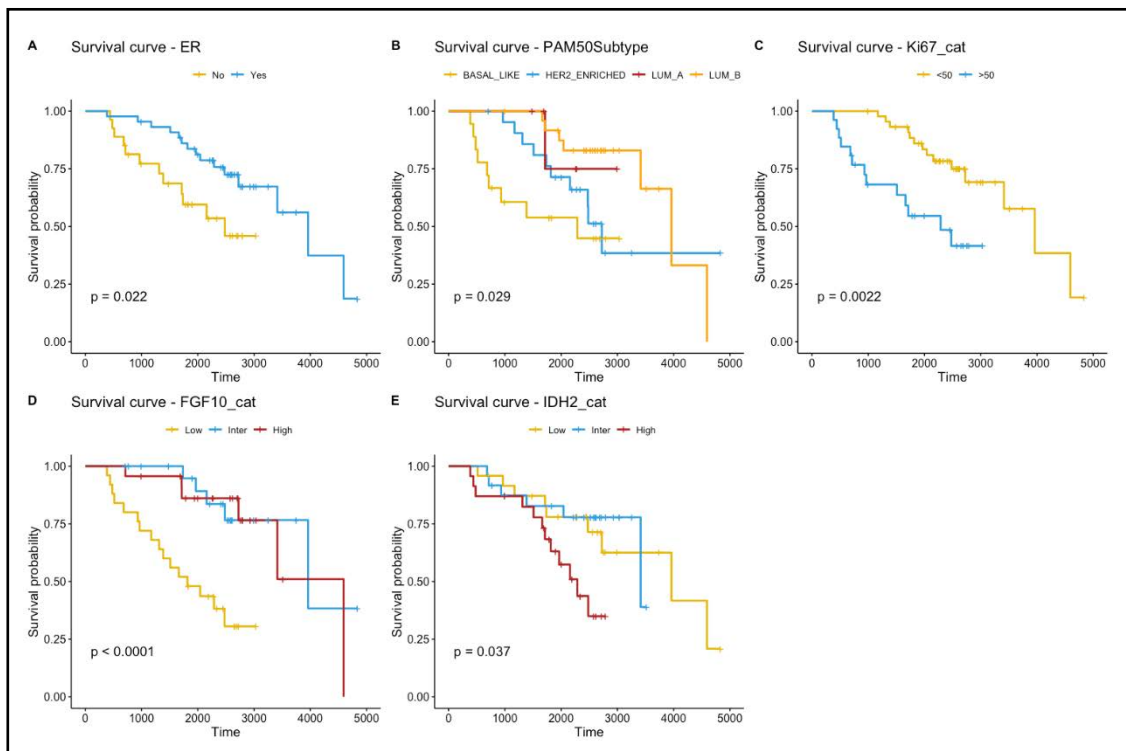 A Survival curve - ER
No Yes
1.00
0.75
0.50
0.25
0.00
Survival probability
p = 0.022
0 1000 2000 3000 4000 5000
Time
B Survival curve - PAM50Subtype
BASAL_LIKE HER2_ENRICHED LUM_A LUM_B
1.00
0.75
0.50
0.25
0.00
Survival probability
p = 0.029
0 1000 2000 3000 4000 5000
Time
C Survival curve - Ki67_cat
<50 >50
1.00
0.75
0.50
0.25
0.00
Survival probability
p = 0.0022
0 1000 2000 3000 4000 5000
Time
D Survival curve - FGF10_cat
Low Inter High
1.00
0.75
0.50
0.25
0.00
Survival probability
p < 0.0001
0 1000 2000 3000 4000 5000
Time
E Survival curve - IDH2_cat
Low Inter High
1.00
0.75
0.50
0.25
0.00
Survival probability
p = 0.037
0 1000 2000 3000 4000 5000
Time